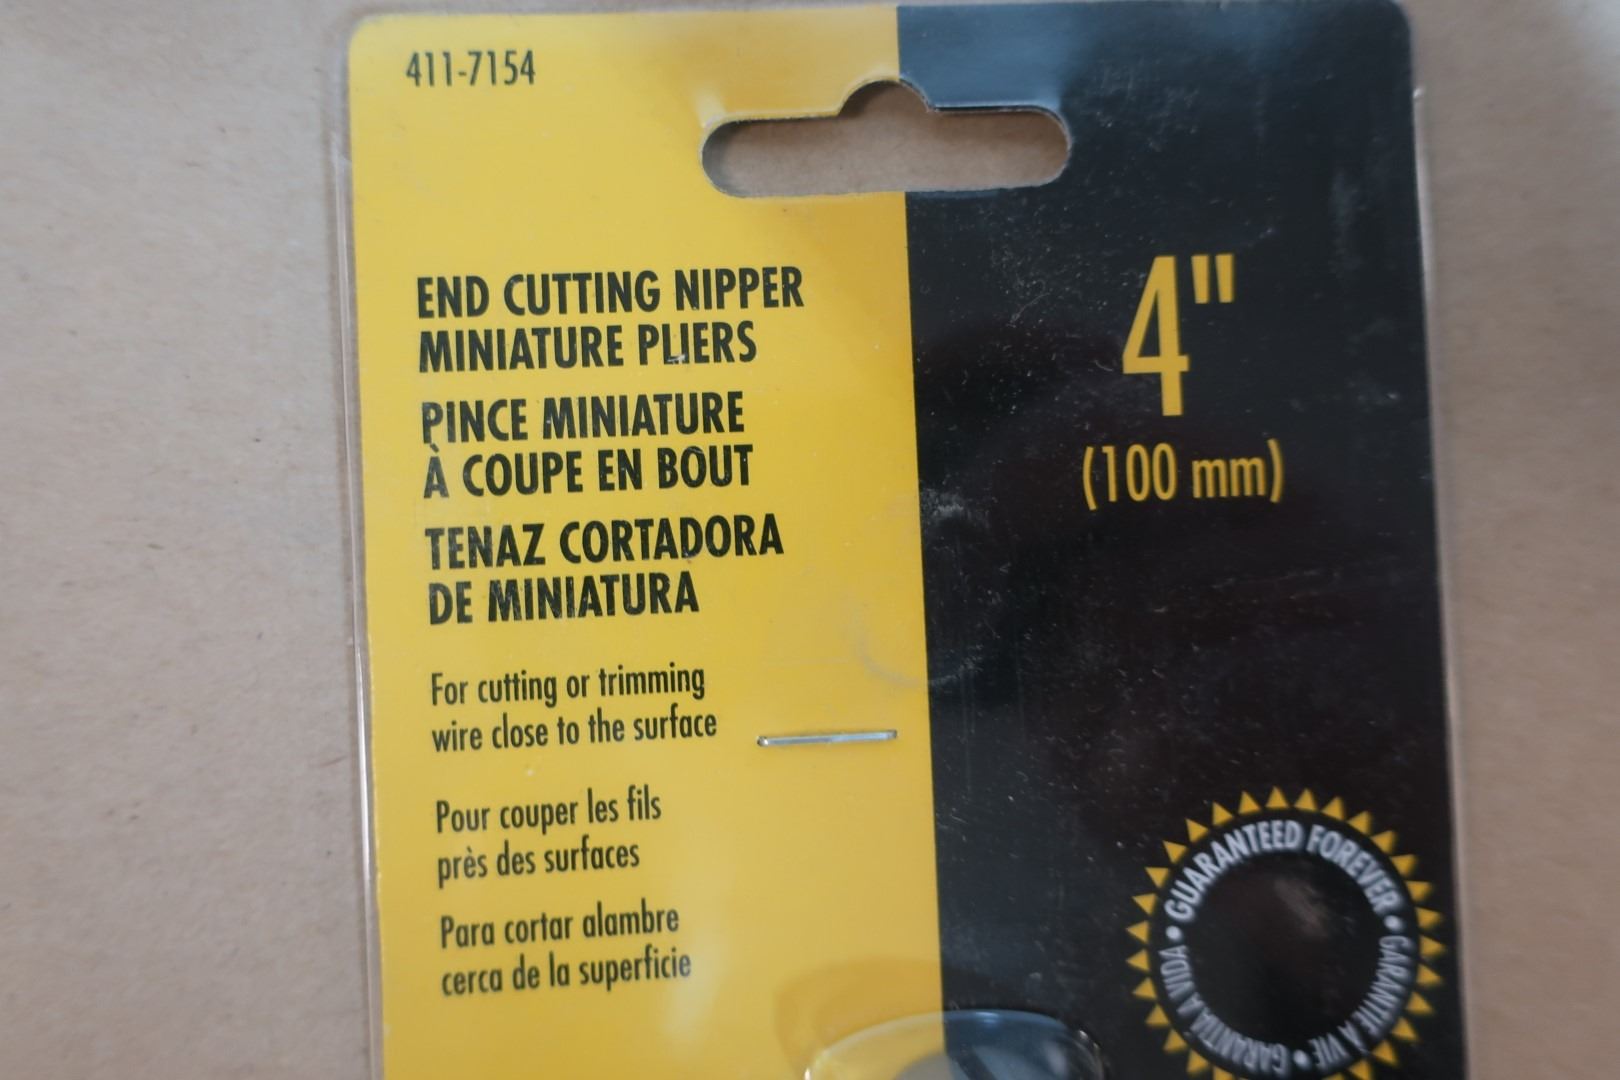 411-7154
END CUTTING NIPPER
MINIATURE PLIERS
PINCE MINIATURE
À COUPE EN BOUT
TENAZ CORTADORA
DE MINIATURA
For cutting or trimming
wire close to the surface
Pour couper les fils
près des surfaces
Para cortar alambre
cerca de la superficie
4"
(100 mm)
GUARANTEED FOREVER • GARANTIE À VIE • GARANTÍA A VIDA •